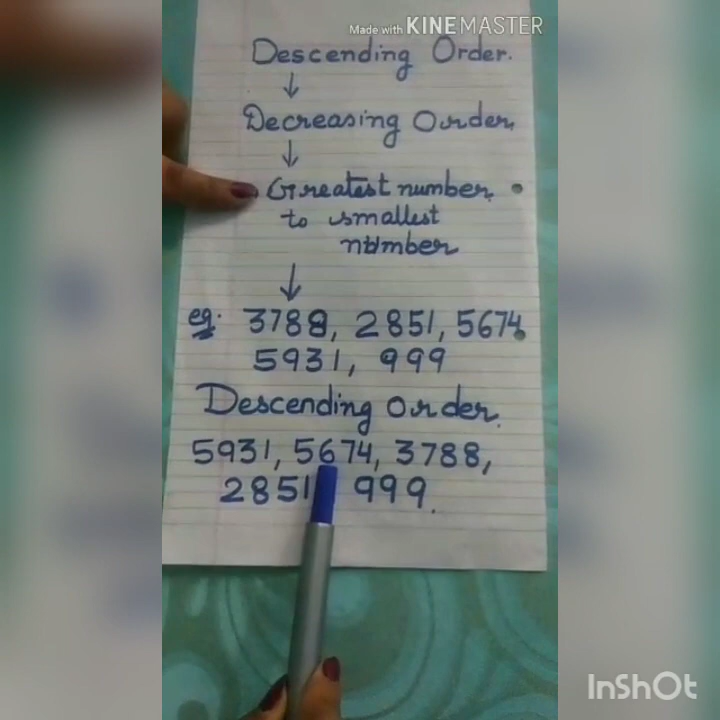 Made with KINEMASTER
Descending Order.
↓
Decreasing Order,
↓
Greatest number.
to smallest
number
↓
eg. 3788, 2851, 5674
5931, 999
Descending Order.
5931, 5674, 3788,
2851 999.
InShOt